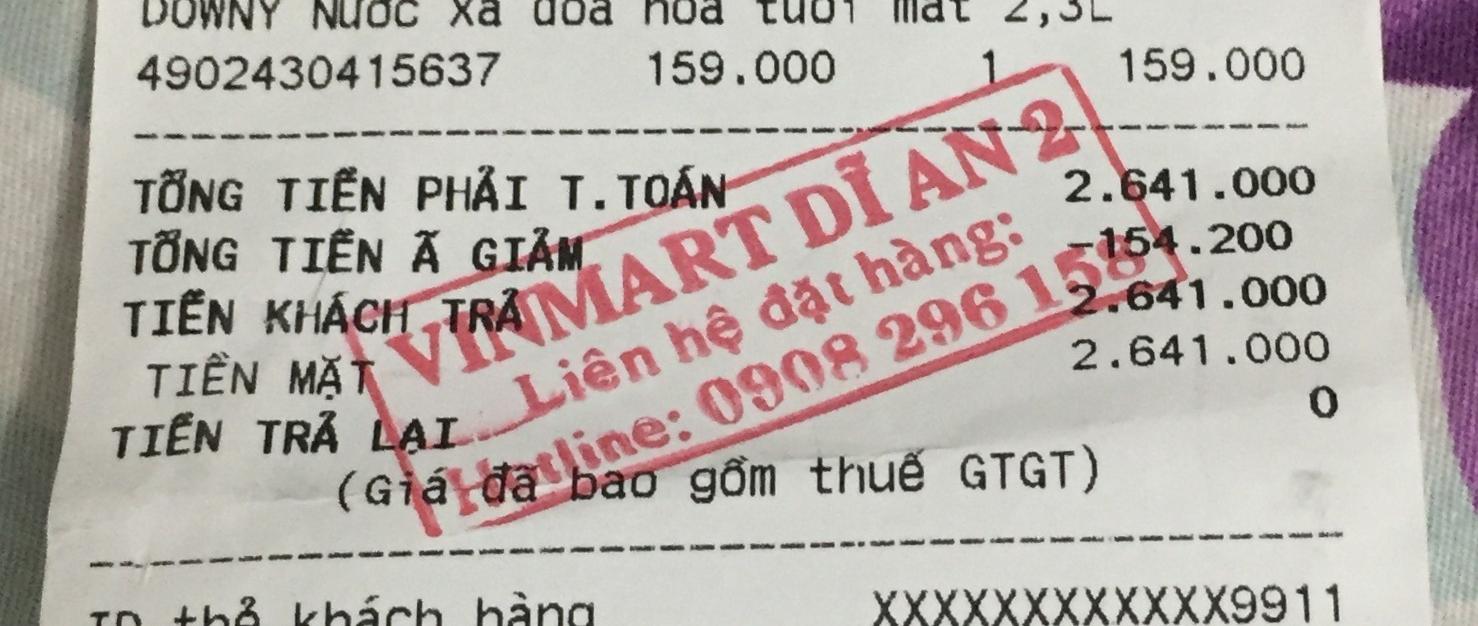 DOWNY Nước xả đóa hoa tươi mát 2,3L
4902430415637 159.000 1 159.000
TỔNG TIỀN PHẢI T.TOÁN 2.641.000
TỔNG TIỀN Ã GIẢM -154.200
TIỀN KHÁCH TRẢ 2.641.000
TIỀN MẶT 2.641.000
TIỀN TRẢ LẠI 0
(Giá đã bao gồm thuế GTGT)
ID thẻ khách hàng XXXXXXXXXXXX9911
VINMART DĨ AN 2
Liên hệ đặt hàng:
Hotline: 0908 296 158